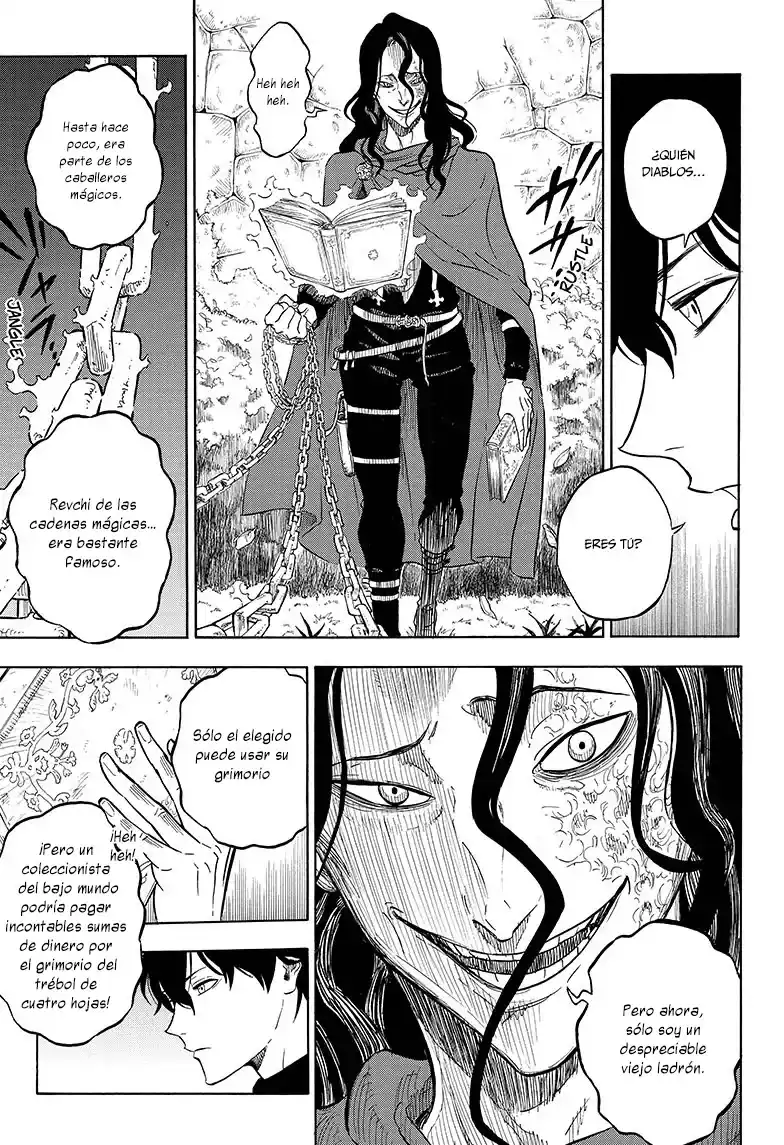 ¿QUIÉN
DIABLOS...
ERES TÚ?
Heh heh
heh.
RUSTLE
Hasta hace
poco, era
parte de los
caballeros
mágicos.
JANGLE
Revchi de las
cadenas mágicas...
era bastante
famoso.
Pero ahora,
sólo soy un
despreciable
viejo ladrón.
Sólo el elegido
puede usar su
grimorio
¡Heh
heh!
¡Pero un
coleccionista
del bajo mundo
podría pagar
incontables sumas
de dinero por
el grimorio del
trébol de
cuatro hojas!